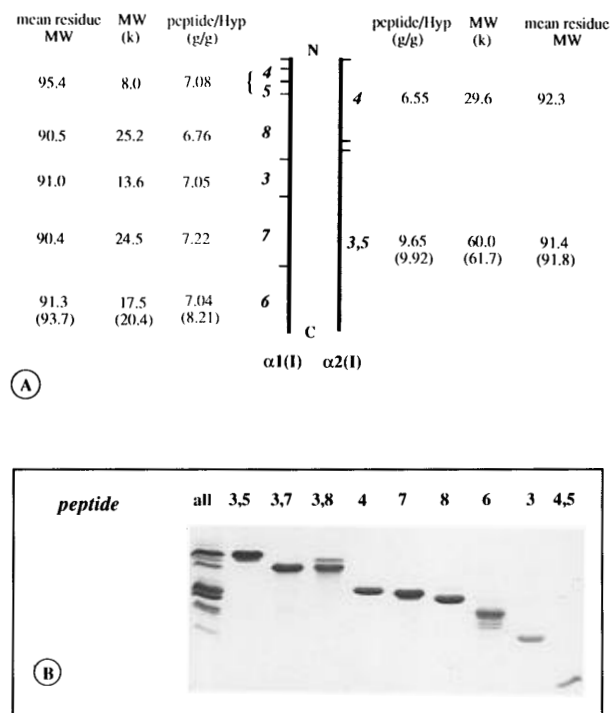 mean residue MW peptide/Hyp peptide/Hyp MW mean residue
MW (k) (g/g) (g/g) (k) MW
N
95.4 8.0 7.08 { 4
5
4 6.55 29.6 92.3
90.5 25.2 6.76 8
91.0 13.6 7.05 3
90.4 24.5 7.22 7 3,5 9.65 60.0 91.4
(9.92) (61.7) (91.8)
91.3 17.5 7.04 6
(93.7) (20.4) (8.21)
C
α1(I) α2(I)
A
peptide all 3,5 3,7 3,8 4 7 8 6 3 4,5
B